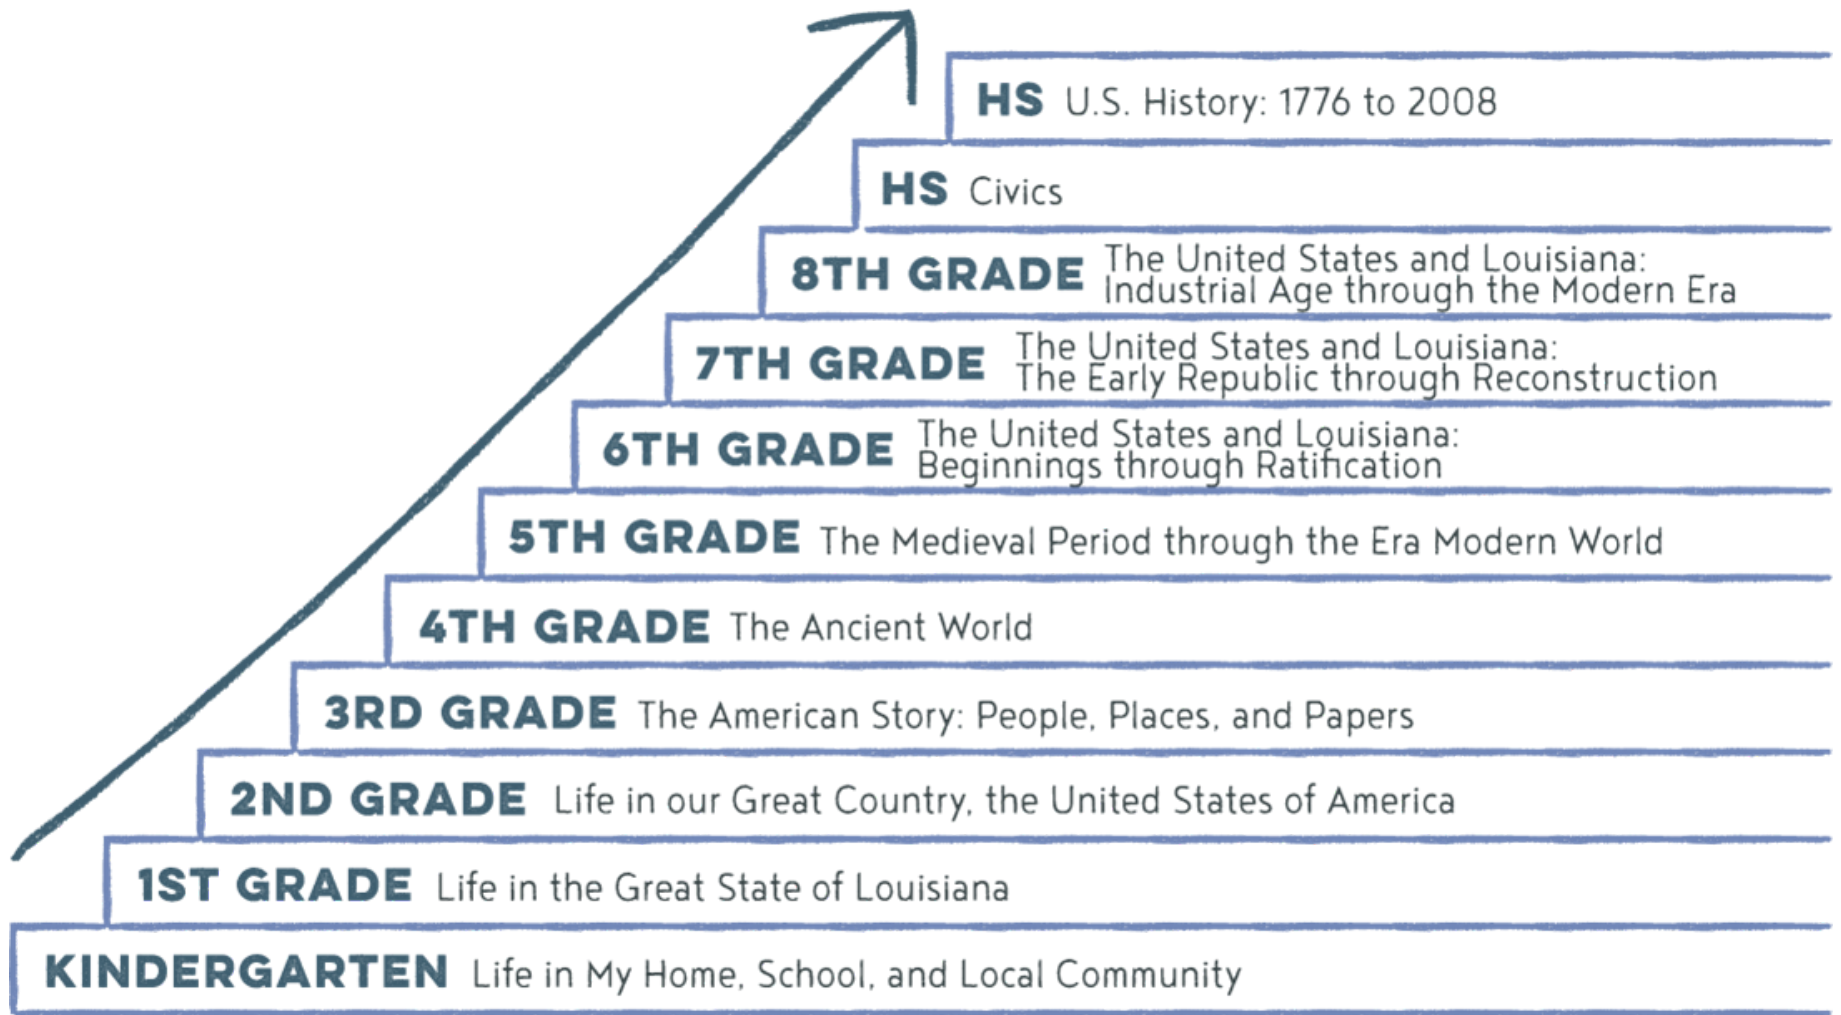 HS U.S. History: 1776 to 2008
HS Civics
8TH GRADE The United States and Louisiana:
Industrial Age through the Modern Era
7TH GRADE The United States and Louisiana:
The Early Republic through Reconstruction
6TH GRADE The United States and Louisiana:
Beginnings through Ratification
5TH GRADE The Medieval Period through the Era Modern World
4TH GRADE The Ancient World
3RD GRADE The American Story: People, Places, and Papers
2ND GRADE Life in our Great Country, the United States of America
1ST GRADE Life in the Great State of Louisiana
KINDERGARTEN Life in My Home, School, and Local Community